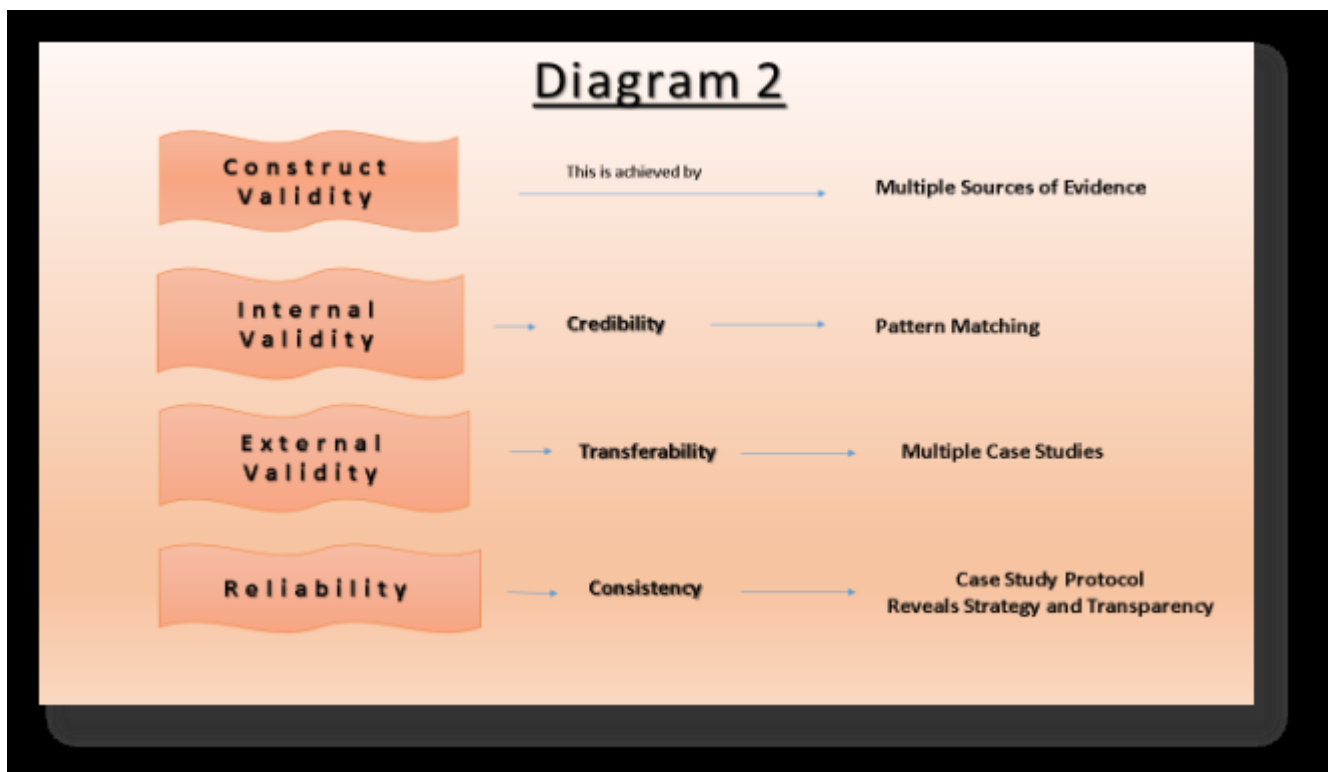 Diagram 2
Construct
Validity
This is achieved by
Multiple Sources of Evidence
Internal
Validity
Credibility
Pattern Matching
External
Validity
Transferability
Multiple Case Studies
Reliability
Consistency
Case Study Protocol
Reveals Strategy and Transparency